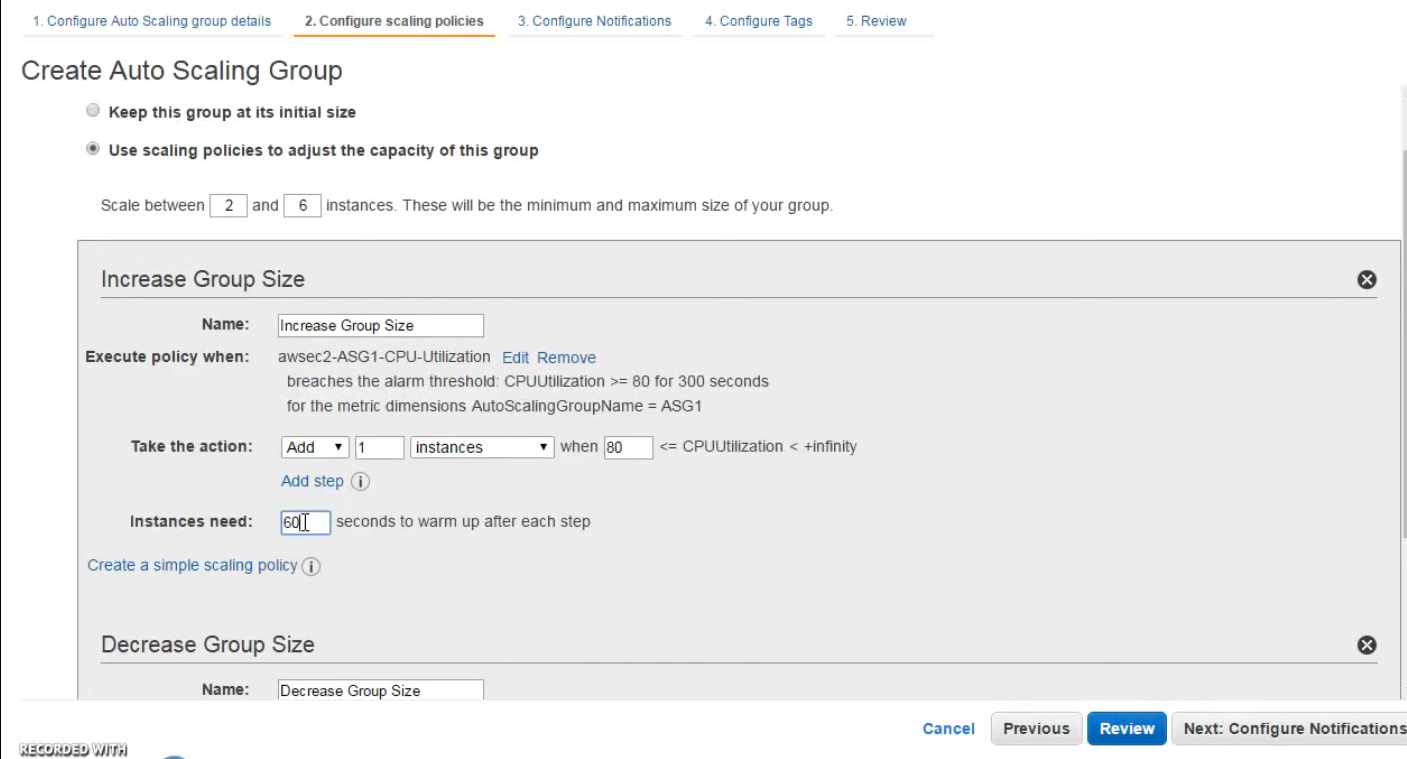 1. Configure Auto Scaling group details 2. Configure scaling policies 3. Configure Notifications 4. Configure Tags 5. Review
Create Auto Scaling Group
Keep this group at its initial size
Use scaling policies to adjust the capacity of this group
Scale between 2 and 6 instances. These will be the minimum and maximum size of your group.
Increase Group Size
Name: Increase Group Size
Execute policy when: awsec2-ASG1-CPU-Utilization Edit Remove
breaches the alarm threshold: CPUUtilization >= 80 for 300 seconds
for the metric dimensions AutoScalingGroupName = ASG1
Take the action: Add 1 instances when 80 <= CPUUtilization < +infinity
Add step i
Instances need: 60 seconds to warm up after each step
Create a simple scaling policy i
Decrease Group Size
Name: Decrease Group Size
Cancel Previous Review Next: Configure Notifications
RECORDED WITH